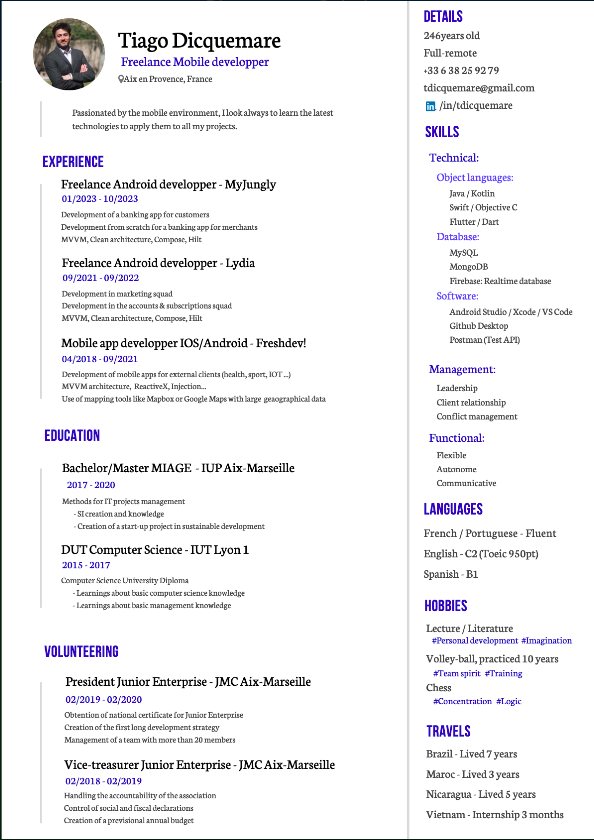 Tiago Dicquemare
Freelance Mobile developper
Aix en Provence, France
Passionated by the mobile environment, I look always to learn the latest
technologies to apply them to all my projects.
EXPERIENCE
Freelance Android developper - MyJungly
01/2023 - 10/2023
Development of a banking app for customers
Development from scratch for a banking app for merchants
MVVM, Clean architecture, Compose, Hilt
Freelance Android developper - Lydia
09/2021 - 09/2022
Development in marketing squad
Development in the accounts & subscriptions squad
MVVM, Clean architecture, Compose, Hilt
Mobile app developper IOS/Android - Freshdev!
04/2018 - 09/2021
Development of mobile apps for external clients (health, sport, IOT ...)
MVVM architecture, ReactiveX, Injection...
Use of mapping tools like Mapbox or Google Maps with large geaographical data
EDUCATION
Bachelor/Master MIAGE - IUP Aix-Marseille
2017 - 2020
Methods for IT projects management
- SI creation and knowledge
- Creation of a start-up project in sustainable development
DUT Computer Science - IUT Lyon 1
2015 - 2017
Computer Science University Diploma
- Learnings about basic computer science knowledge
- Learnings about basic management knowledge
VOLUNTEERING
President Junior Enterprise - JMC Aix-Marseille
02/2019 - 02/2020
Obtention of national certificate for Junior Enterprise
Creation of the first long development strategy
Management of a team with more than 20 members
Vice-treasurer Junior Enterprise - JMC Aix-Marseille
02/2018 - 02/2019
Handling the accountability of the association
Control of social and fiscal declarations
Creation of a previsional annual budget
DETAILS
246years old
Full-remote
+33 6 38 25 92 79
tdicquemare@gmail.com
in /in/tdicquemare
SKILLS
Technical:
Object languages:
Java / Kotlin
Swift / Objective C
Flutter / Dart
Database:
MySQL
MongoDB
Firebase: Realtime database
Software:
Android Studio / Xcode / VS Code
Github Desktop
Postman (Test API)
Management:
Leadership
Client relationship
Conflict management
Functional:
Flexible
Autonome
Communicative
LANGUAGES
French / Portuguese - Fluent
English - C2 (Toeic 950pt)
Spanish - B1
HOBBIES
Lecture / Literature
#Personal development #Imagination
Volley-ball, practiced 10 years
#Team spirit #Training
Chess
#Concentration #Logic
TRAVELS
Brazil - Lived 7 years
Maroc - Lived 3 years
Nicaragua - Lived 5 years
Vietnam - Internship 3 months